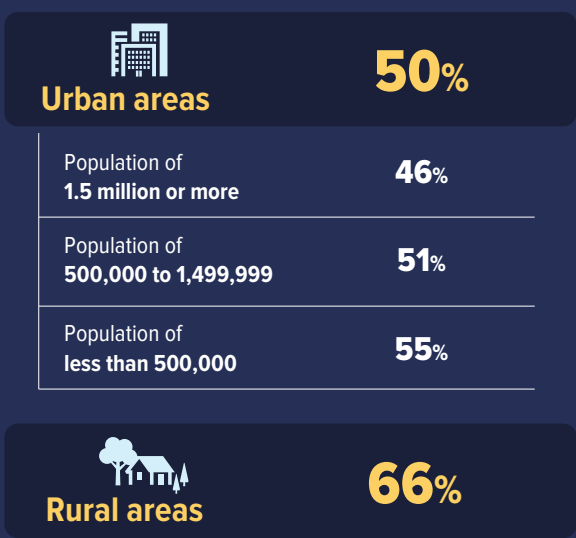 Urban areas 50%
Population of
1.5 million or more 46%
Population of
500,000 to 1,499,999 51%
Population of
less than 500,000 55%
Rural areas 66%